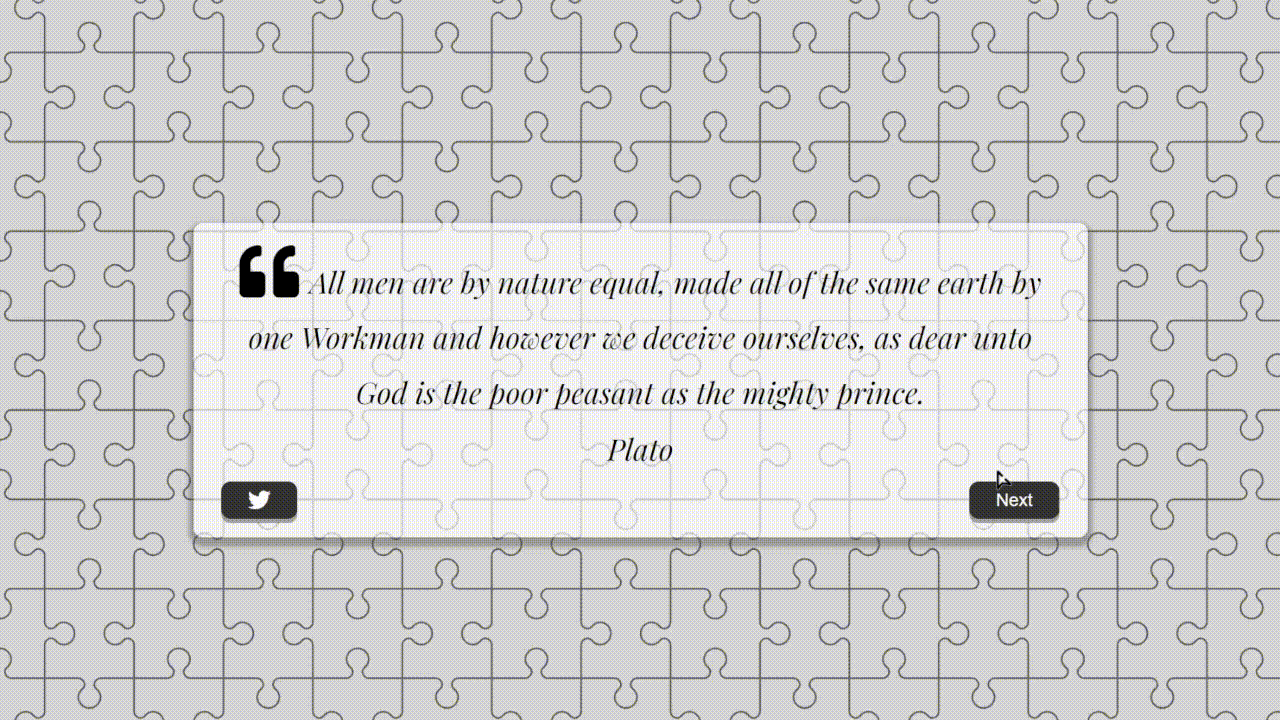 All men are by nature equal, made all of the same earth by
one Workman and however we deceive ourselves, as dear unto
God is the poor peasant as the mighty prince.
Plato
Next